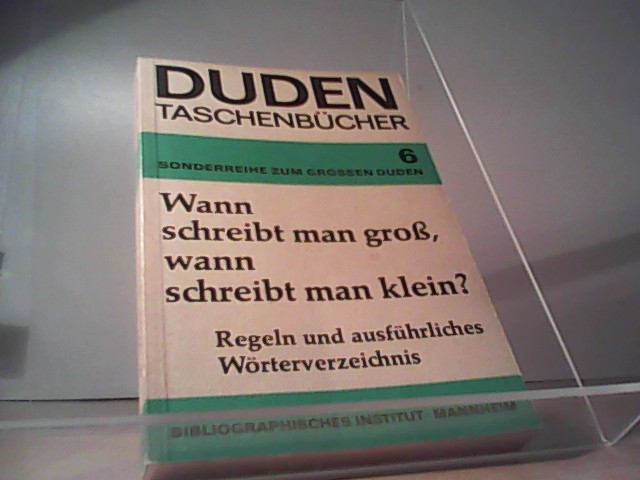 DUDEN
TASCHENBÜCHER
6
SONDERREIHE ZUM GROSSEN DUDEN
Wann
schreibt man groß,
wann
schreibt man klein?
Regeln und ausführliches
Wörterverzeichnis
BIBLIOGRAPHISCHES INSTITUT MANNHEIM